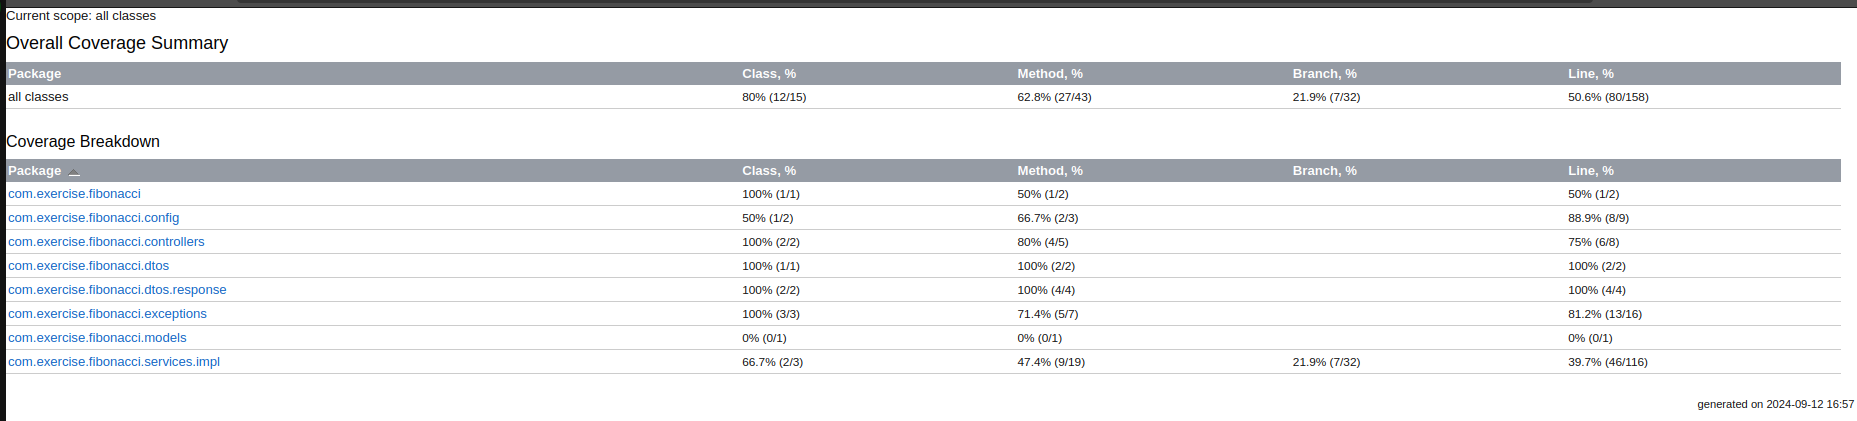 Current scope: all classes
Overall Coverage Summary
Package Class, % Method, % Branch, % Line, %
all classes 80% (12/15) 62.8% (27/43) 21.9% (7/32) 50.6% (80/158)
Coverage Breakdown
Package Class, % Method, % Branch, % Line, %
com.exercise.fibonacci 100% (1/1) 50% (1/2) 50% (1/2)
com.exercise.fibonacci.config 50% (1/2) 66.7% (2/3) 88.9% (8/9)
com.exercise.fibonacci.controllers 100% (2/2) 80% (4/5) 75% (6/8)
com.exercise.fibonacci.dtos 100% (1/1) 100% (2/2) 100% (2/2)
com.exercise.fibonacci.dtos.response 100% (2/2) 100% (4/4) 100% (4/4)
com.exercise.fibonacci.exceptions 100% (3/3) 71.4% (5/7) 81.2% (13/16)
com.exercise.fibonacci.models 0% (0/1) 0% (0/1) 0% (0/1)
com.exercise.fibonacci.services.impl 66.7% (2/3) 47.4% (9/19) 21.9% (7/32) 39.7% (46/116)
generated on 2024-09-12 16:57